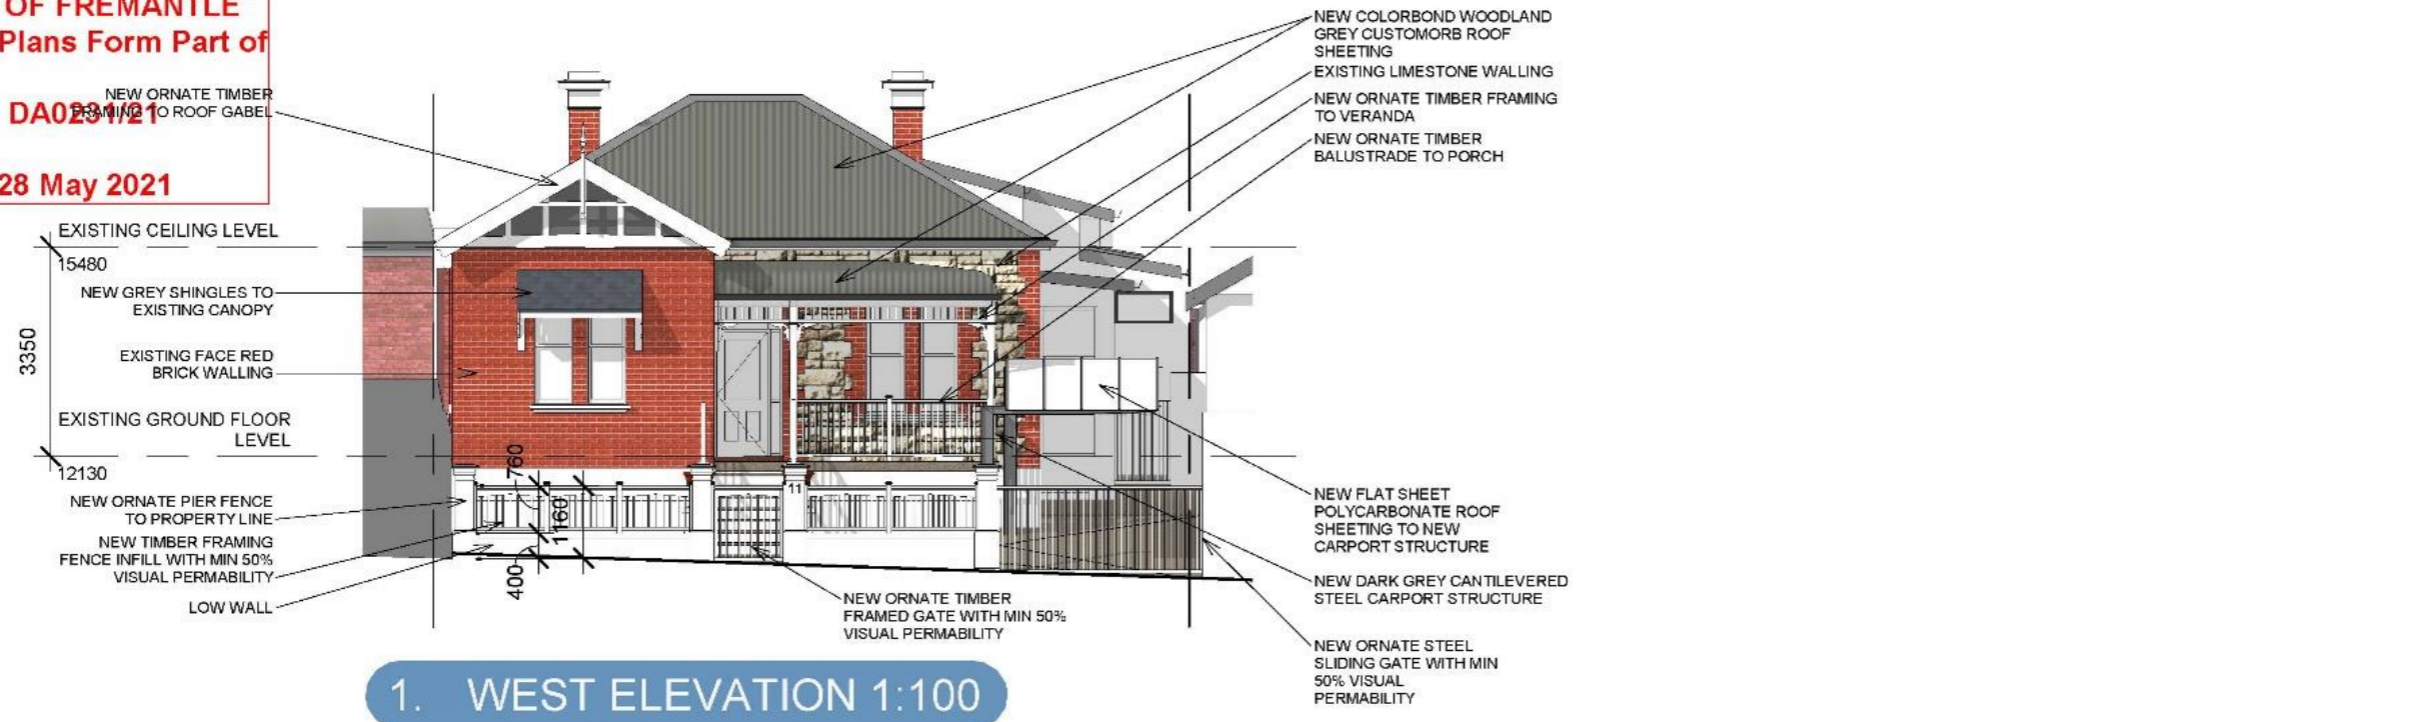 OF FREMANTLE
Plans Form Part of
DA0231/21
28 May 2021
NEW ORNATE TIMBER
FRAMING TO ROOF GABEL
EXISTING CEILING LEVEL
15480
NEW GREY SHINGLES TO
EXISTING CANOPY
3350
EXISTING FACE RED
BRICK WALLING
EXISTING GROUND FLOOR
LEVEL
12130
NEW ORNATE PIER FENCE
TO PROPERTY LINE
NEW TIMBER FRAMING
FENCE INFILL WITH MIN 50%
VISUAL PERMABILITY
LOW WALL
760
1160
400
11
NEW ORNATE TIMBER
FRAMED GATE WITH MIN 50%
VISUAL PERMABILITY
NEW COLORBOND WOODLAND
GREY CUSTOMORB ROOF
SHEETING
EXISTING LIMESTONE WALLING
NEW ORNATE TIMBER FRAMING
TO VERANDA
NEW ORNATE TIMBER
BALUSTRADE TO PORCH
NEW FLAT SHEET
POLYCARBONATE ROOF
SHEETING TO NEW
CARPORT STRUCTURE
NEW DARK GREY CANTILEVERED
STEEL CARPORT STRUCTURE
NEW ORNATE STEEL
SLIDING GATE WITH MIN
50% VISUAL
PERMABILITY
1. WEST ELEVATION 1:100